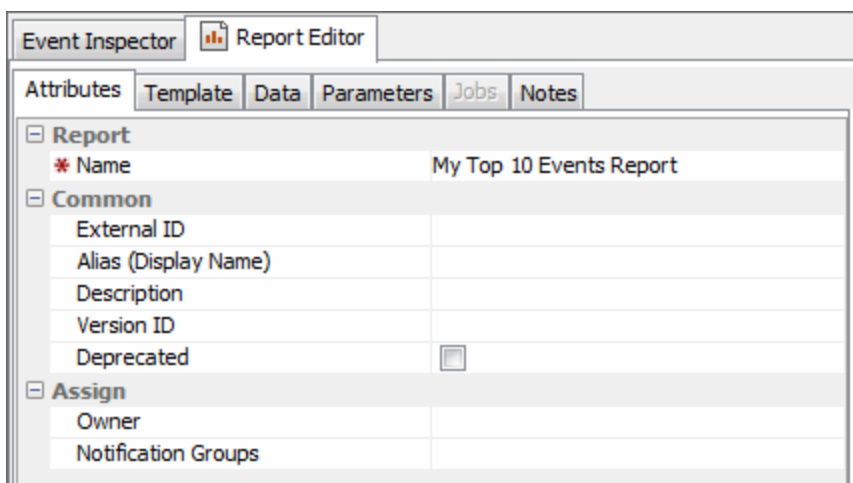 Event Inspector Report Editor
Attributes Template Data Parameters Jobs Notes
Report
* Name My Top 10 Events Report
Common
External ID
Alias (Display Name)
Description
Version ID
Deprecated
Assign
Owner
Notification Groups